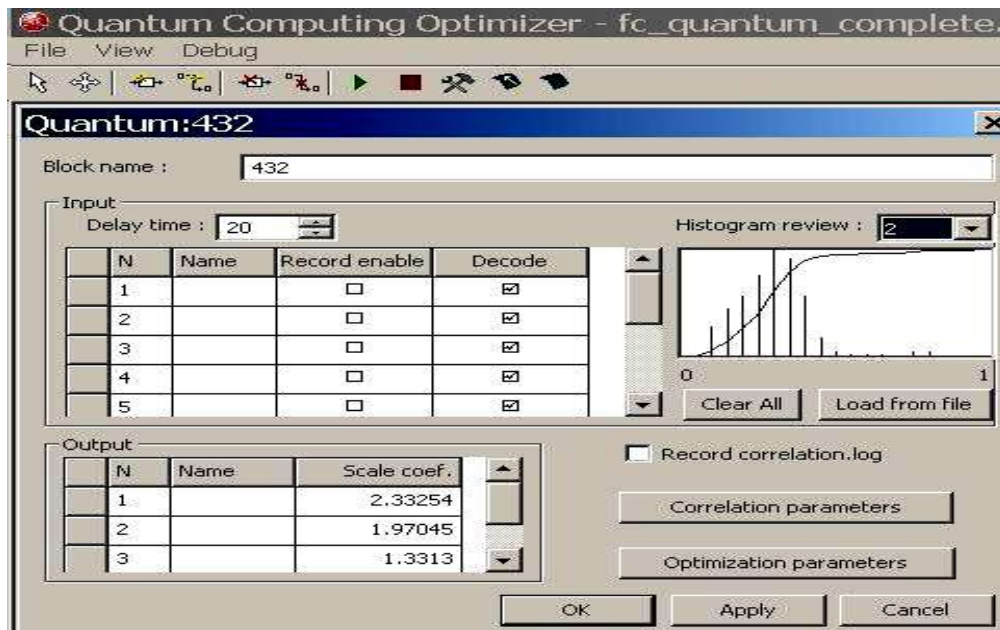 Quantum Computing Optimizer - fc_quantum_complete.
File View Debug
Quantum:432
Block name : 432
Input
Delay time : 20
Histogram review : 2
N Name Record enable Decode
1
2
3
4
5
0 1
Clear All Load from file
Output
N Name Scale coef.
1 2.33254
2 1.97045
3 1.3313
Record correlation.log
Correlation parameters
Optimization parameters
OK Apply Cancel